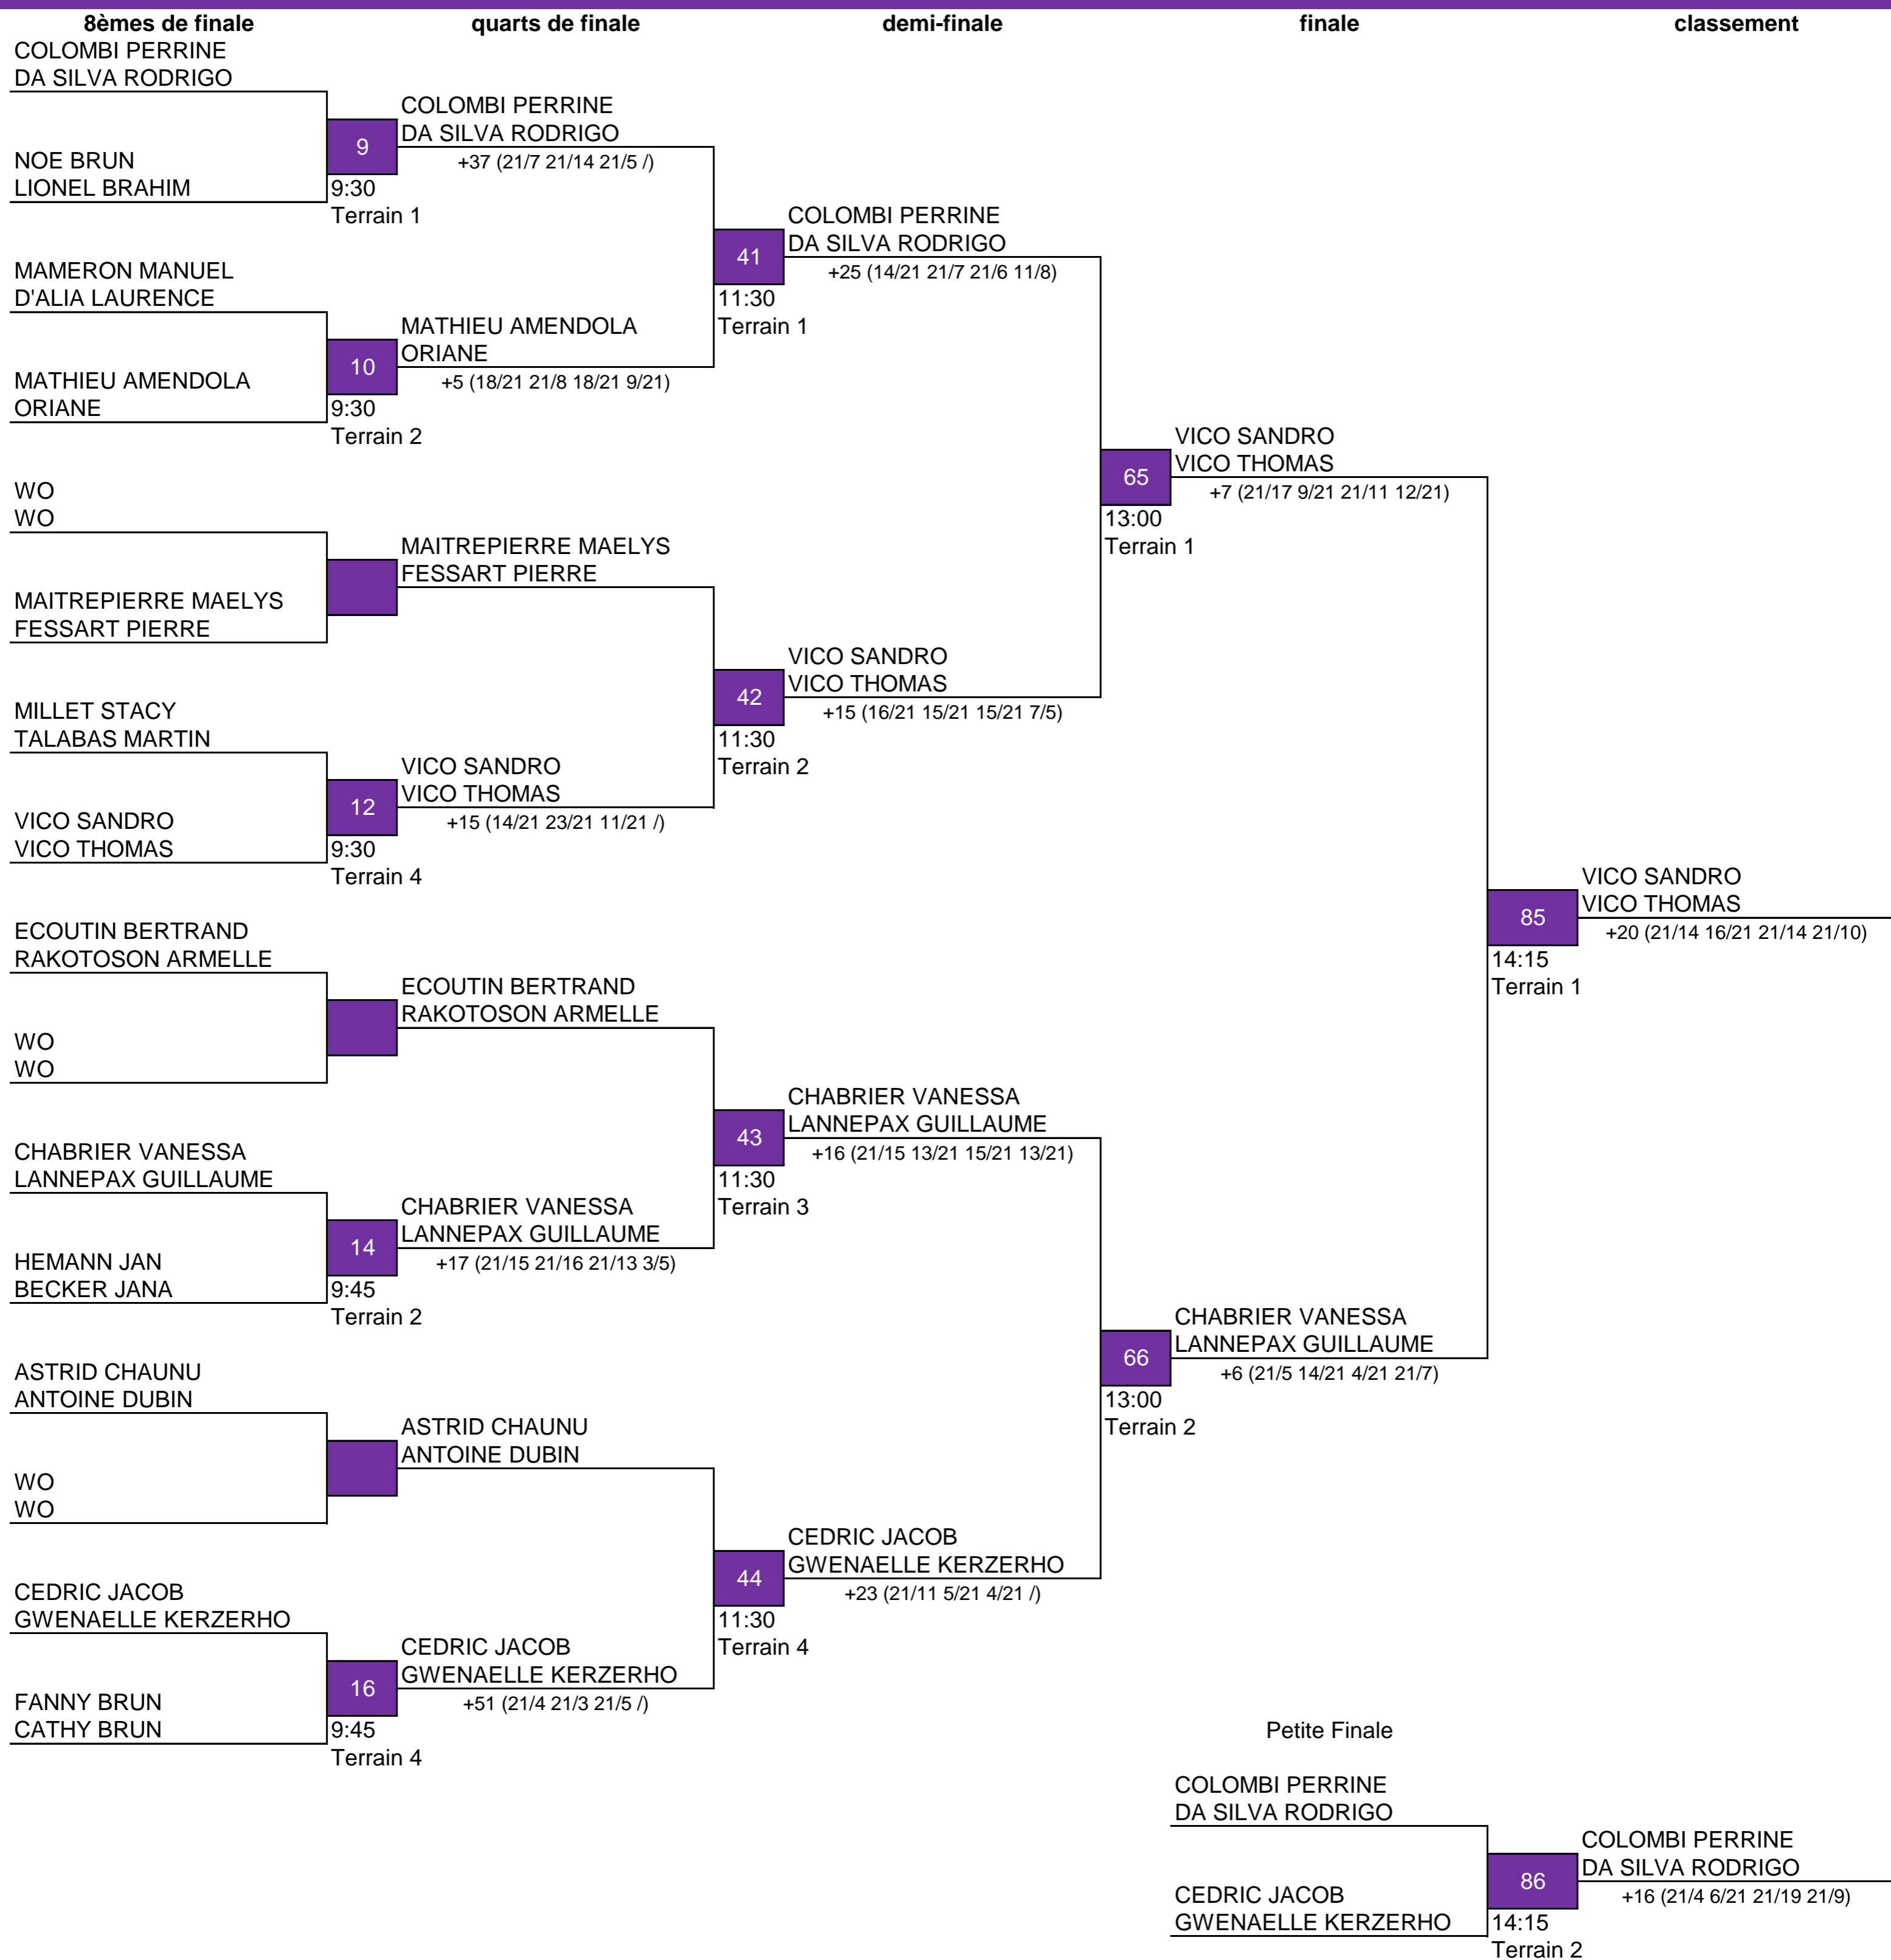 8èmes de finale
quarts de finale
demi-finale
finale
classement
COLOMBI PERRINE
DA SILVA RODRIGO
NOE BRUN
LIONEL BRAHIM
9
9:30
Terrain 1
MAMERON MANUEL
D'ALIA LAURENCE
MATHIEU AMENDOLA
ORIANE
10
9:30
Terrain 2
WO
WO
MAITREPIERRE MAELYS
FESSART PIERRE
MILLET STACY
TALABAS MARTIN
VICO SANDRO
VICO THOMAS
12
9:30
Terrain 4
ECOUTIN BERTRAND
RAKOTOSON ARMELLE
WO
WO
CHABRIER VANESSA
LANNEPAX GUILLAUME
HEMANN JAN
BECKER JANA
14
9:45
Terrain 2
ASTRID CHAUNU
ANTOINE DUBIN
WO
WO
CEDRIC JACOB
GWENAELLE KERZERHO
FANNY BRUN
CATHY BRUN
16
9:45
Terrain 4
COLOMBI PERRINE
DA SILVA RODRIGO
+37 (21/7 21/14 21/5 /)
MATHIEU AMENDOLA
ORIANE
+5 (18/21 21/8 18/21 9/21)
41
11:30
Terrain 1
MAITREPIERRE MAELYS
FESSART PIERRE
VICO SANDRO
VICO THOMAS
+15 (14/21 23/21 11/21 /)
42
11:30
Terrain 2
ECOUTIN BERTRAND
RAKOTOSON ARMELLE
CHABRIER VANESSA
LANNEPAX GUILLAUME
+17 (21/15 21/16 21/13 3/5)
43
11:30
Terrain 3
ASTRID CHAUNU
ANTOINE DUBIN
CEDRIC JACOB
GWENAELLE KERZERHO
+51 (21/4 21/3 21/5 /)
44
11:30
Terrain 4
COLOMBI PERRINE
DA SILVA RODRIGO
+25 (14/21 21/7 21/6 11/8)
VICO SANDRO
VICO THOMAS
+15 (16/21 15/21 15/21 7/5)
65
13:00
Terrain 1
CHABRIER VANESSA
LANNEPAX GUILLAUME
+16 (21/15 13/21 15/21 13/21)
CEDRIC JACOB
GWENAELLE KERZERHO
+23 (21/11 5/21 4/21 /)
66
13:00
Terrain 2
VICO SANDRO
VICO THOMAS
+7 (21/17 9/21 21/11 12/21)
CHABRIER VANESSA
LANNEPAX GUILLAUME
+6 (21/5 14/21 4/21 21/7)
85
14:15
Terrain 1
VICO SANDRO
VICO THOMAS
+20 (21/14 16/21 21/14 21/10)
Petite Finale
COLOMBI PERRINE
DA SILVA RODRIGO
CEDRIC JACOB
GWENAELLE KERZERHO
86
14:15
Terrain 2
COLOMBI PERRINE
DA SILVA RODRIGO
+16 (21/4 6/21 21/19 21/9)